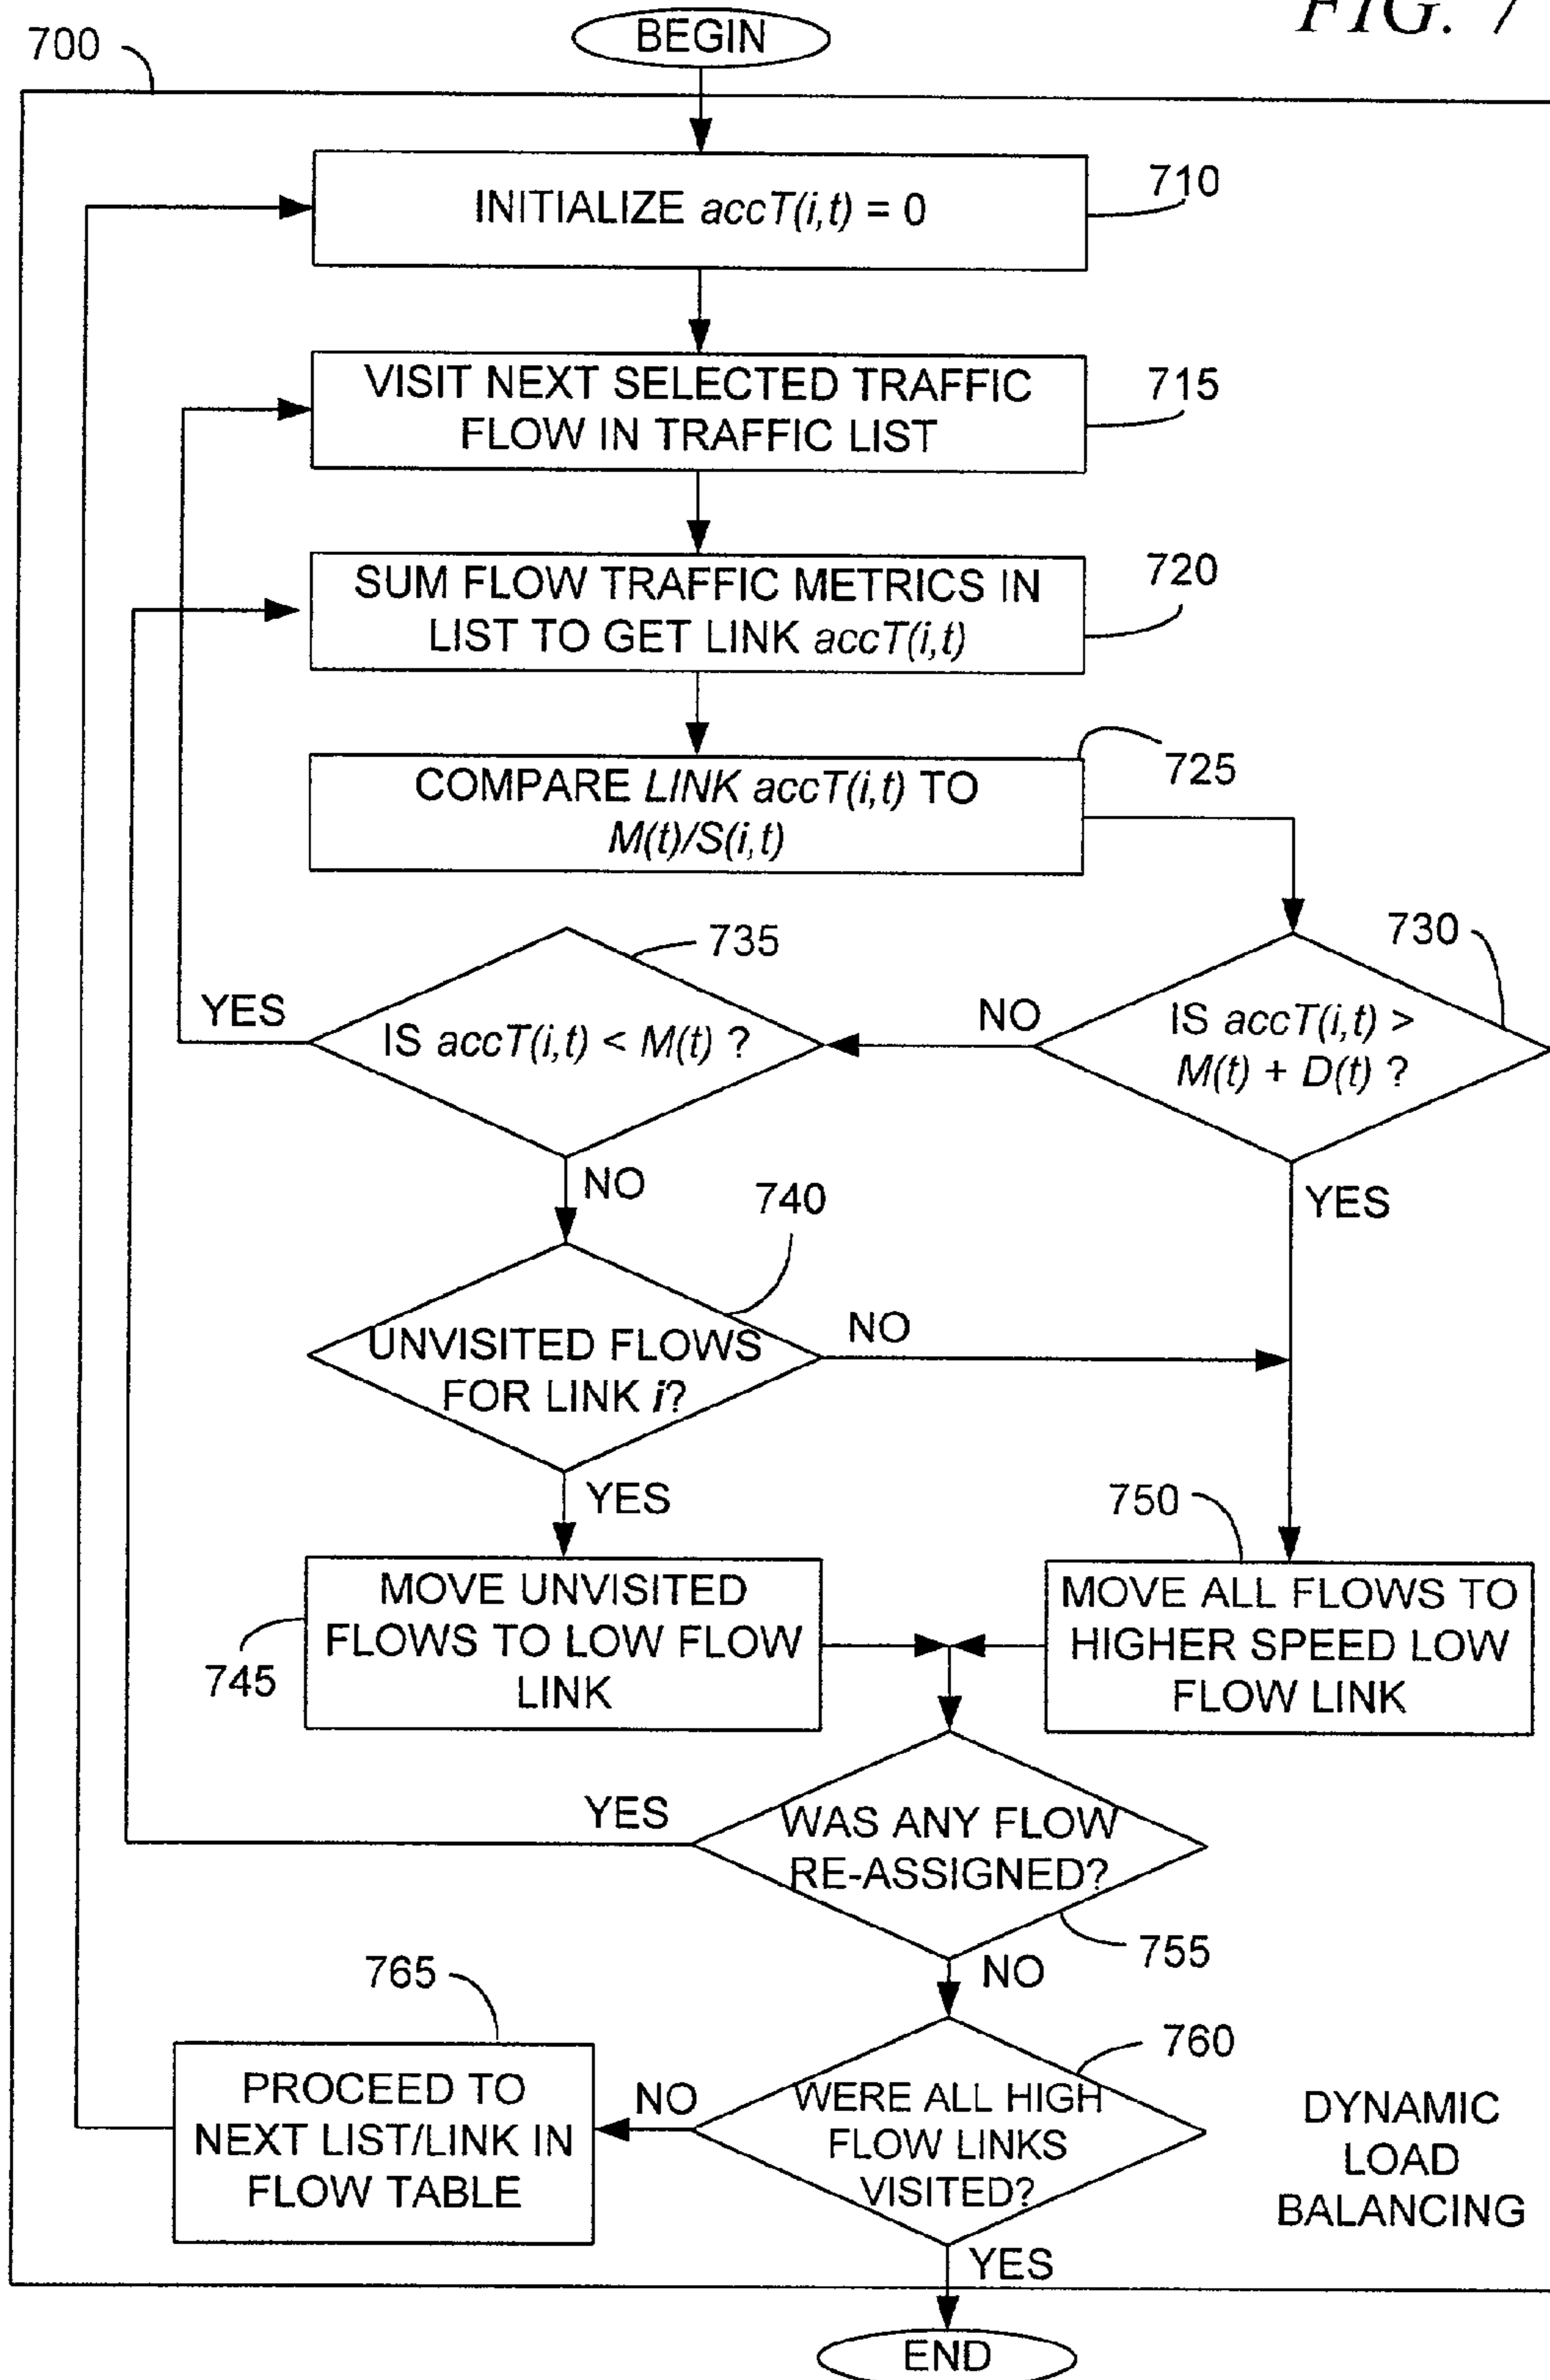 FIG. 7
700
BEGIN
INITIALIZE accT(i,t) = 0
710
VISIT NEXT SELECTED TRAFFIC
FLOW IN TRAFFIC LIST
715
SUM FLOW TRAFFIC METRICS IN
LIST TO GET LINK accT(i,t)
720
COMPARE LINK accT(i,t) TO
M(t)/S(i,t)
725
730
IS accT(i,t) >
M(t) + D(t) ?
NO
YES
735
IS accT(i,t) < M(t) ?
YES
NO
740
UNVISITED FLOWS
FOR LINK i?
NO
YES
745
MOVE UNVISITED
FLOWS TO LOW FLOW
LINK
750
MOVE ALL FLOWS TO
HIGHER SPEED LOW
FLOW LINK
YES
WAS ANY FLOW
RE-ASSIGNED?
755
NO
765
PROCEED TO
NEXT LIST/LINK IN
FLOW TABLE
NO
760
WERE ALL HIGH
FLOW LINKS
VISITED?
YES
DYNAMIC
LOAD
BALANCING
END